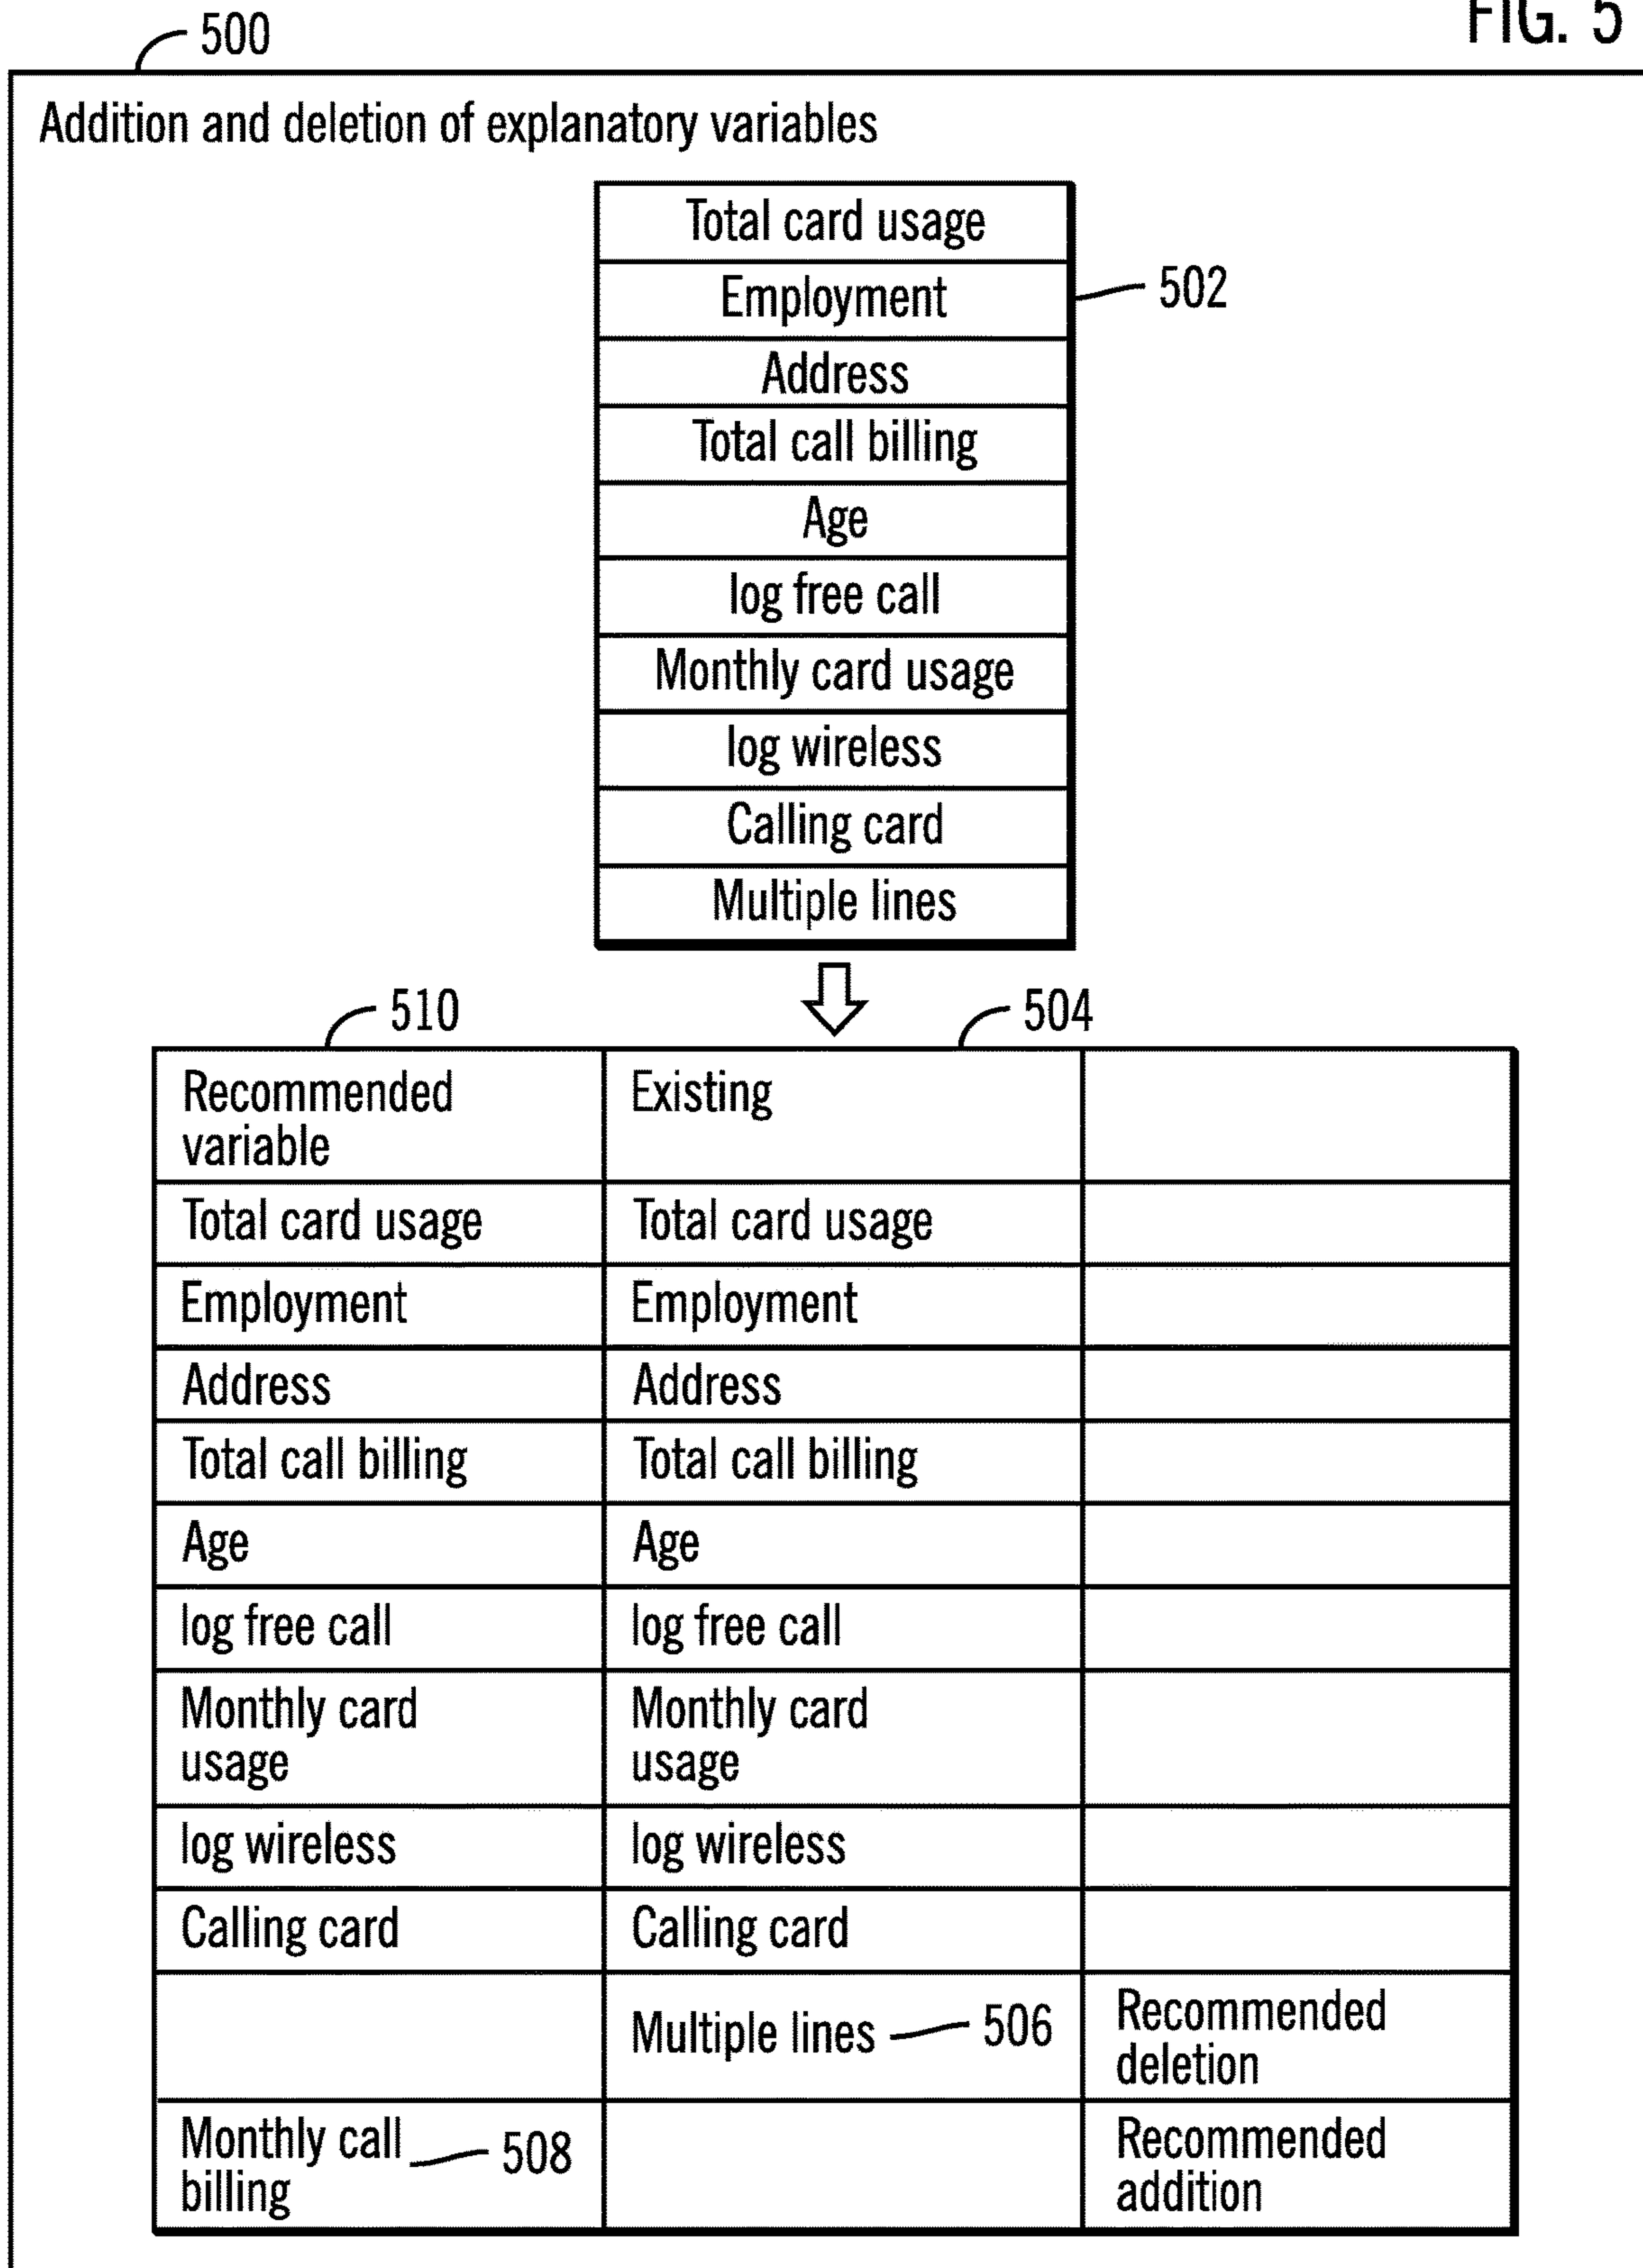 FIG. 5
500
Addition and deletion of explanatory variables
Total card usage
Employment
502
Address
Total call billing
Age
log free call
Monthly card usage
log wireless
Calling card
Multiple lines
510
504
Recommended
variable
Existing
Total card usage
Total card usage
Employment
Employment
Address
Address
Total call billing
Total call billing
Age
Age
log free call
log free call
Monthly card
usage
Monthly card
usage
log wireless
log wireless
Calling card
Calling card
Multiple lines
506
Recommended
deletion
Monthly call
billing
508
Recommended
addition